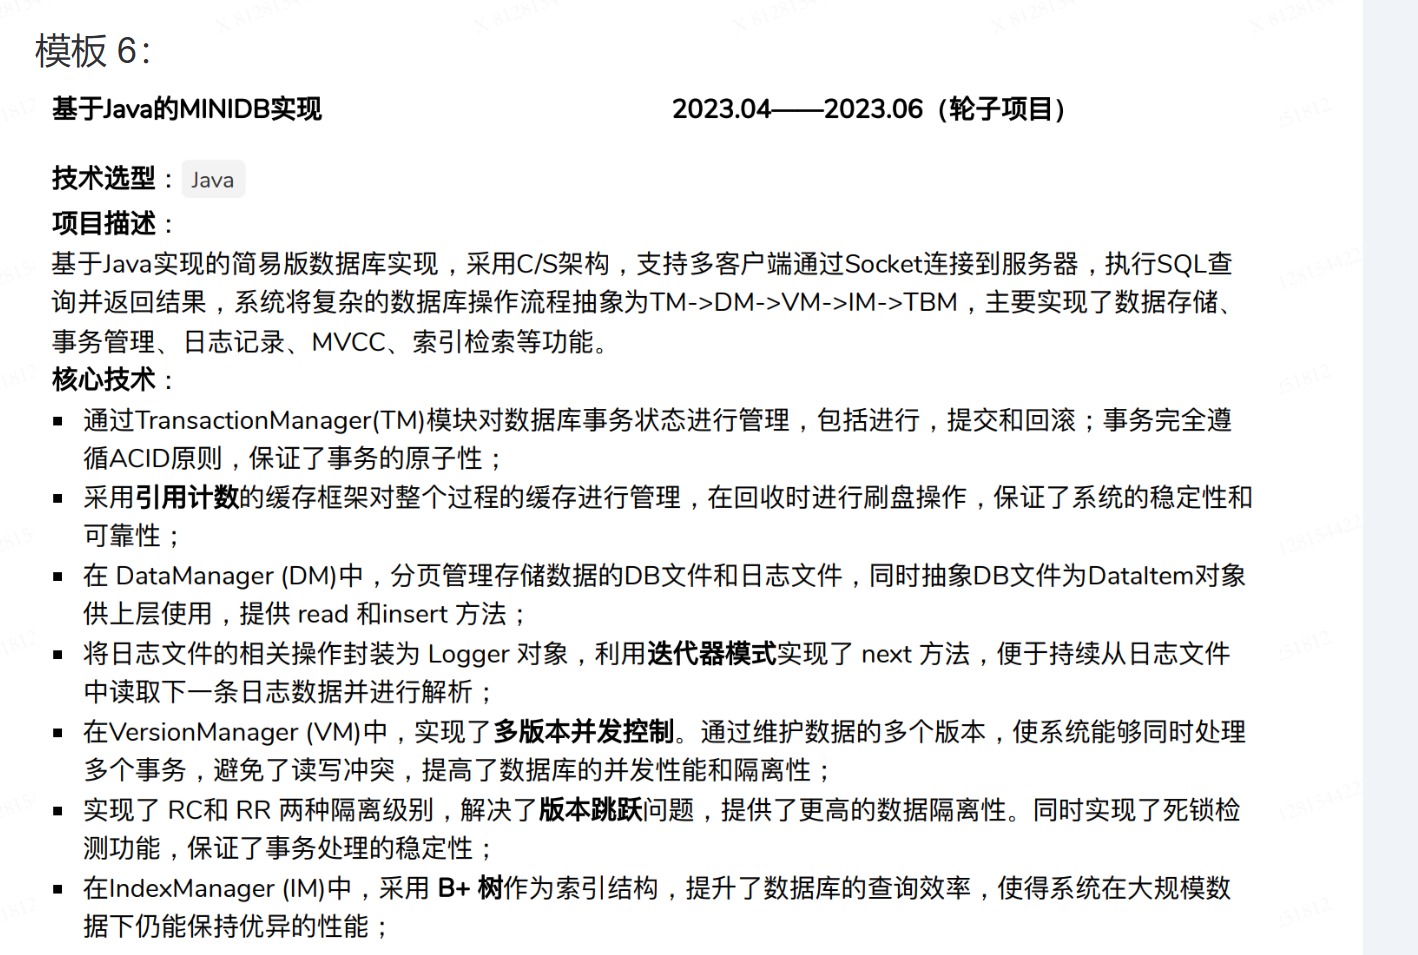 模板 6：
基于Java的MINIDB实现 2023.04——2023.06（轮子项目）
技术选型： Java
项目描述：
基于Java实现的简易版数据库实现，采用C/S架构，支持多客户端通过Socket连接到服务器，执行SQL查
询并返回结果，系统将复杂的数据库操作流程抽象为TM->DM->VM->IM->TBM，主要实现了数据存储、
事务管理、日志记录、MVCC、索引检索等功能。
核心技术：
▪ 通过TransactionManager(TM)模块对数据库事务状态进行管理，包括进行，提交和回滚；事务完全遵
循ACID原则，保证了事务的原子性；
▪ 采用引用计数的缓存框架对整个过程的缓存进行管理，在回收时进行刷盘操作，保证了系统的稳定性和
可靠性；
▪ 在 DataManager (DM)中，分页管理存储数据的DB文件和日志文件，同时抽象DB文件为DataItem对象
供上层使用，提供 read 和insert 方法；
▪ 将日志文件的相关操作封装为 Logger 对象，利用迭代器模式实现了 next 方法，便于持续从日志文件
中读取下一条日志数据并进行解析；
▪ 在VersionManager (VM)中，实现了多版本并发控制。通过维护数据的多个版本，使系统能够同时处理
多个事务，避免了读写冲突，提高了数据库的并发性能和隔离性；
▪ 实现了 RC和 RR 两种隔离级别，解决了版本跳跃问题，提供了更高的数据隔离性。同时实现了死锁检
测功能，保证了事务处理的稳定性；
▪ 在IndexManager (IM)中，采用 B+ 树作为索引结构，提升了数据库的查询效率，使得系统在大规模数
据下仍能保持优异的性能；